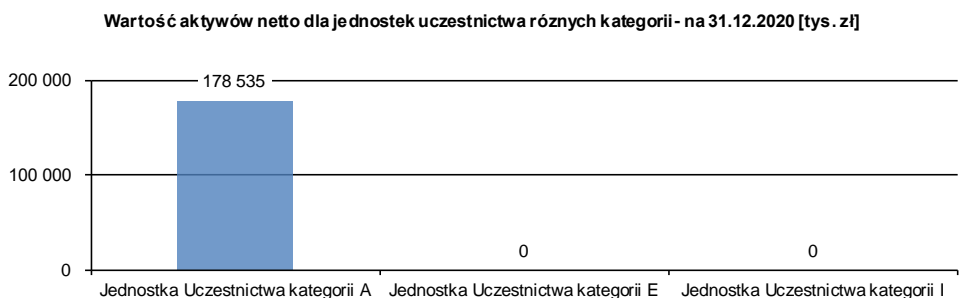 Wartość aktywów netto dla jednostek uczestnictwa róznych kategorii - na 31.12.2020 [tys. zł]
200 000
178 535
100 000
0
0
0
Jednostka Uczestnictwa kategorii A
Jednostka Uczestnictwa kategorii E
Jednostka Uczestnictwa kategorii I